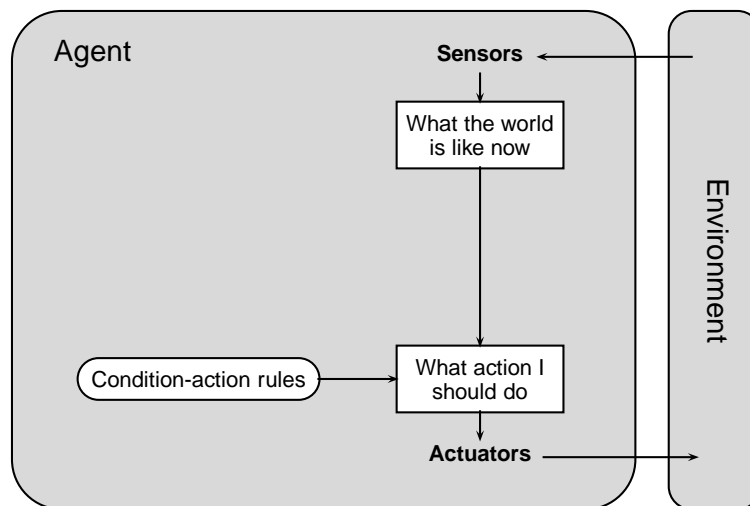 Agent
Sensors
What the world
is like now
Environment
Condition-action rules
What action I
should do
Actuators